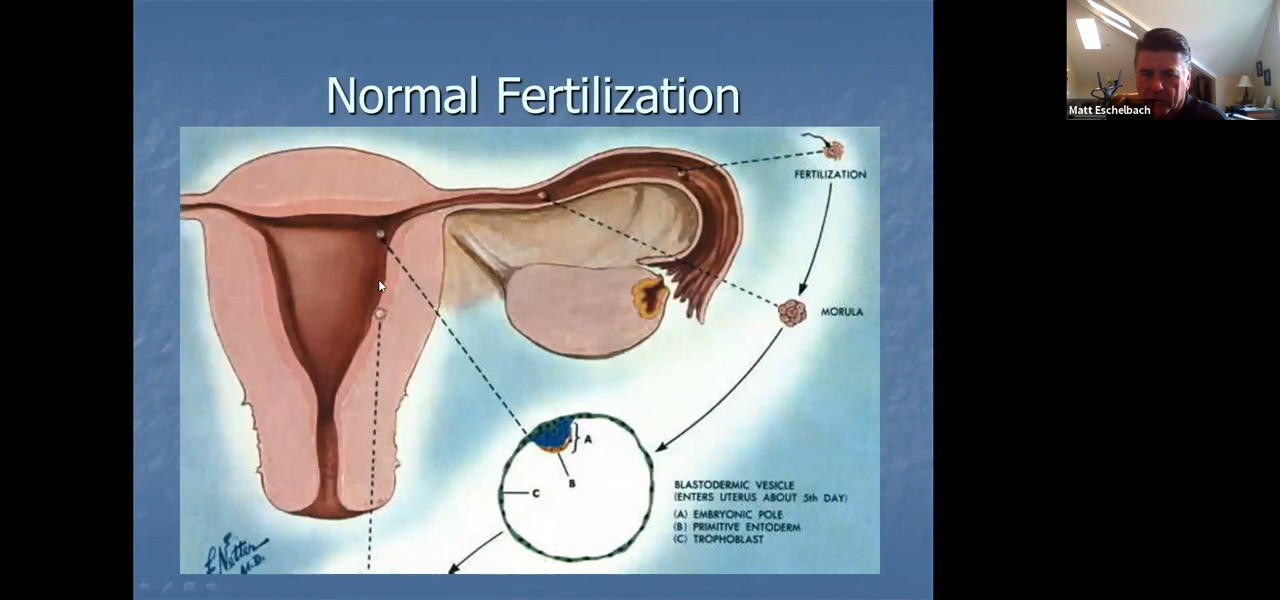 Normal Fertilization
Matt Eschelbach
FERTILIZATION
MORULA
A
B
C
BLASTODERMIC VESICLE
(ENTERS UTERUS ABOUT 5th DAY)
(A) EMBRYONIC POLE
(B) PRIMITIVE ENTODERM
(C) TROPHOBLAST
F. Netter
M.D.